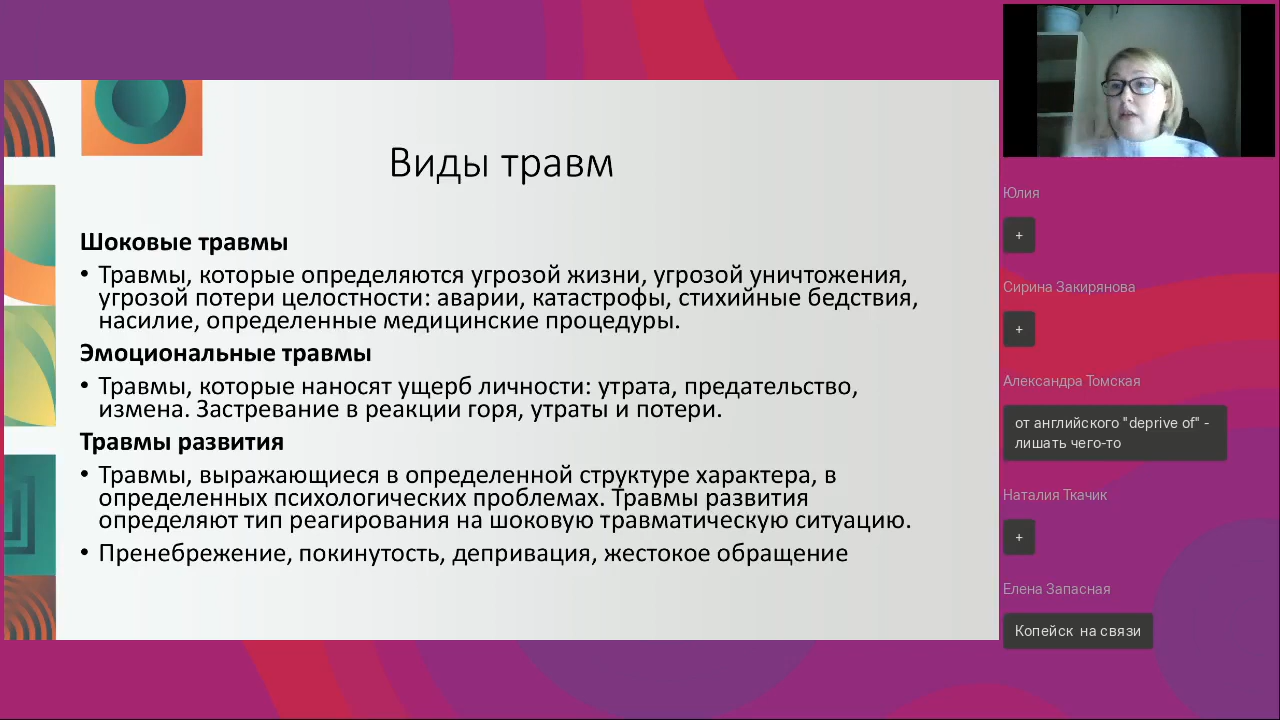 Виды травм
Шоковые травмы
• Травмы, которые определяются угрозой жизни, угрозой уничтожения,
угрозой потери целостности: аварии, катастрофы, стихийные бедствия,
насилие, определенные медицинские процедуры.
Эмоциональные травмы
• Травмы, которые наносят ущерб личности: утрата, предательство,
измена. Застревание в реакции горя, утраты и потери.
Травмы развития
• Травмы, выражающиеся в определенной структуре характера, в
определенных психологических проблемах. Травмы развития
определяют тип реагирования на шоковую травматическую ситуацию.
• Пренебрежение, покинутость, депривация, жестокое обращение
Юлия
+
Сирина Закирянова
+
Александра Томская
от английского "deprive of" -
лишать чего-то
Наталия Ткачик
+
Елена Запасная
Копейск на связи